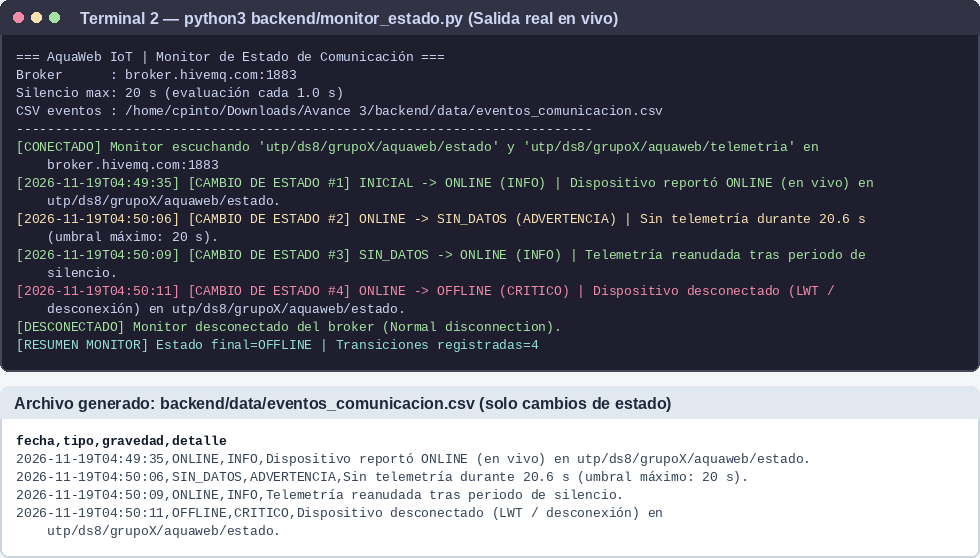 Terminal 2 — python3 backend/monitor_estado.py (Salida real en vivo)
=== AquaWeb IoT | Monitor de Estado de Comunicación ===
Broker      : broker.hivemq.com:1883
Silencio max: 20 s (evaluación cada 1.0 s)
CSV eventos : /home/cpinto/Downloads/Avance 3/backend/data/eventos_comunicacion.csv
--------------------------------------------------------------------------
[CONECTADO] Monitor escuchando 'utp/ds8/grupoX/aquaweb/estado' y 'utp/ds8/grupoX/aquaweb/telemetria' en
broker.hivemq.com:1883
[2026-11-19T04:49:35] [CAMBIO DE ESTADO #1] INICIAL -> ONLINE (INFO) | Dispositivo reportó ONLINE (en vivo) en
utp/ds8/grupoX/aquaweb/estado.
[2026-11-19T04:50:06] [CAMBIO DE ESTADO #2] ONLINE -> SIN_DATOS (ADVERTENCIA) | Sin telemetría durante 20.6 s
(umbral máximo: 20 s).
[2026-11-19T04:50:09] [CAMBIO DE ESTADO #3] SIN_DATOS -> ONLINE (INFO) | Telemetría reanudada tras periodo de
silencio.
[2026-11-19T04:50:11] [CAMBIO DE ESTADO #4] ONLINE -> OFFLINE (CRITICO) | Dispositivo desconectado (LWT /
desconexión) en utp/ds8/grupoX/aquaweb/estado.
[DESCONECTADO] Monitor desconectado del broker (Normal disconnection).
[RESUMEN MONITOR] Estado final=OFFLINE | Transiciones registradas=4
Archivo generado: backend/data/eventos_comunicacion.csv (solo cambios de estado)
fecha,tipo,gravedad,detalle
2026-11-19T04:49:35,ONLINE,INFO,Dispositivo reportó ONLINE (en vivo) en utp/ds8/grupoX/aquaweb/estado.
2026-11-19T04:50:06,SIN_DATOS,ADVERTENCIA,Sin telemetría durante 20.6 s (umbral máximo: 20 s).
2026-11-19T04:50:09,ONLINE,INFO,Telemetría reanudada tras periodo de silencio.
2026-11-19T04:50:11,OFFLINE,CRITICO,Dispositivo desconectado (LWT / desconexión) en
utp/ds8/grupoX/aquaweb/estado.